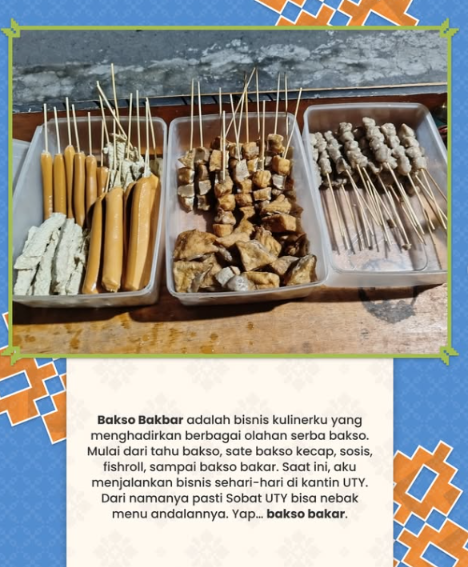 Bakso Bakbar adalah bisnis kulinerku yang
menghadirkan berbagai olahan serba bakso.
Mulai dari tahu bakso, sate bakso kecap, sosis,
fishroll, sampai bakso bakar. Saat ini, aku
menjalankan bisnis sehari-hari di kantin UTY.
Dari namanya pasti Sobat UTY bisa nebak
menu andalannya. Yap... bakso bakar.